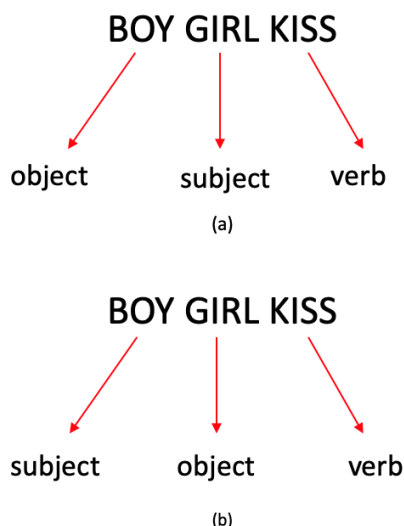 BOY GIRL KISS
object subject verb
(a)
BOY GIRL KISS
subject object verb
(b)